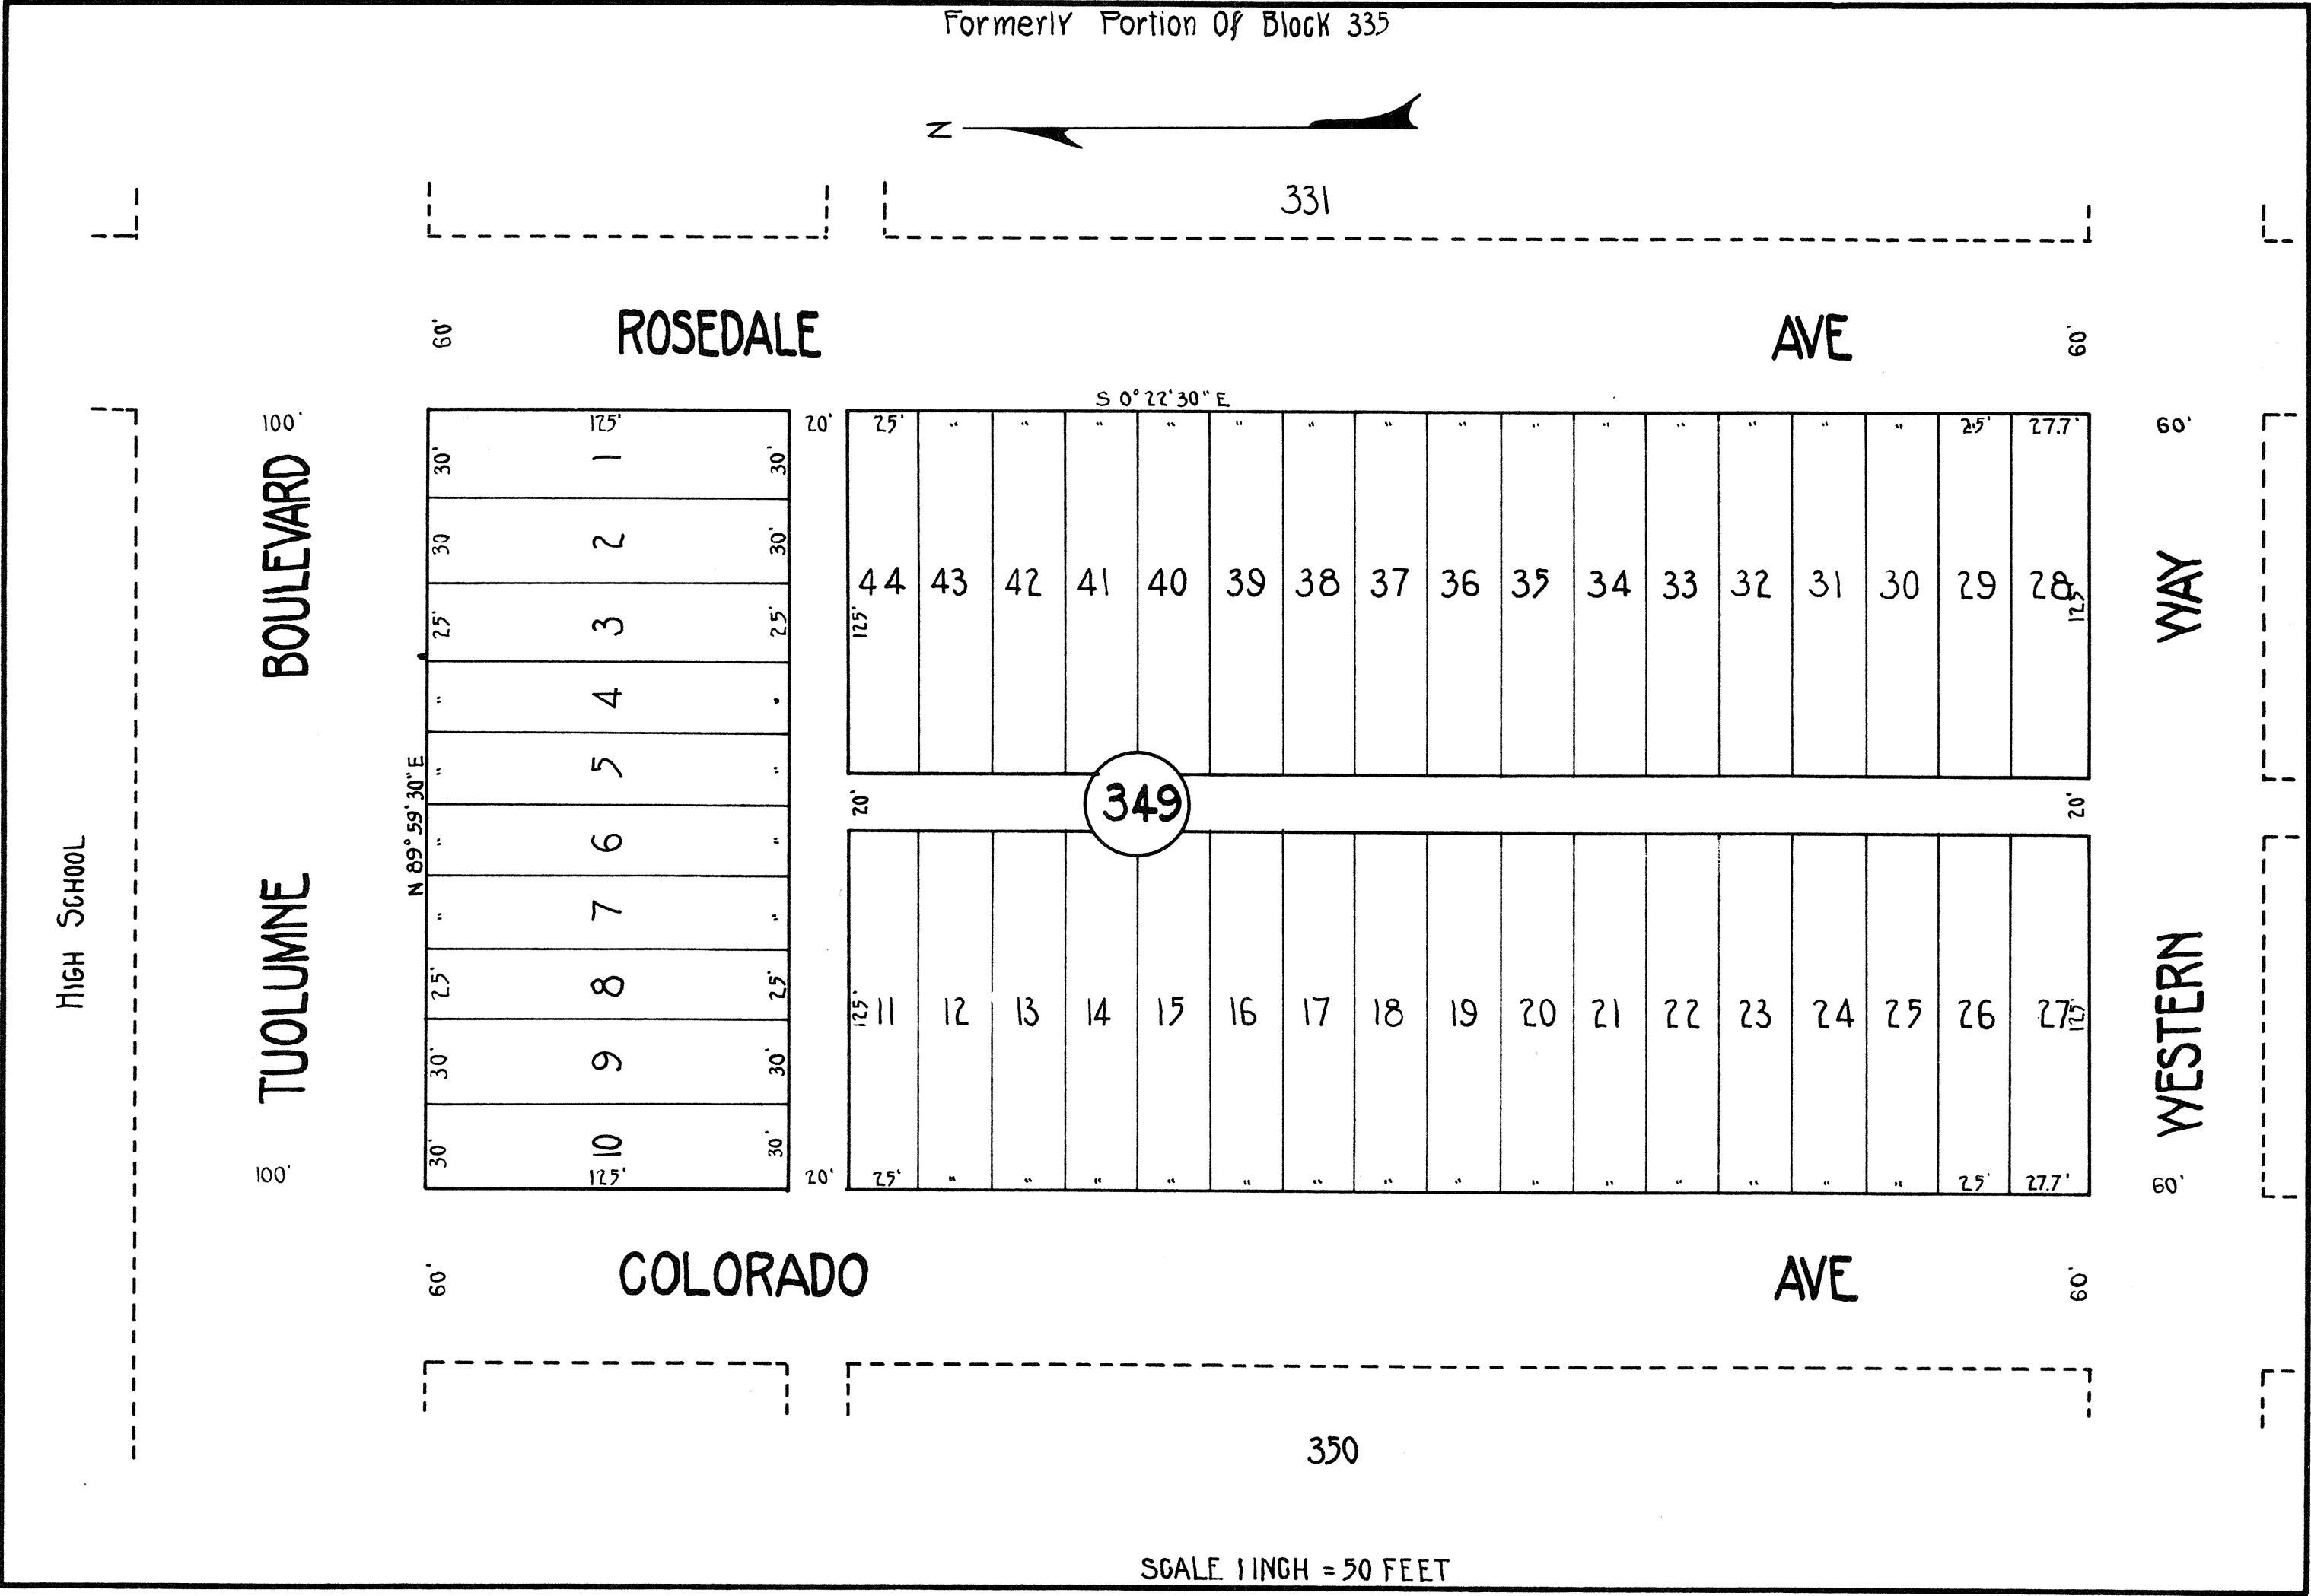 Formerly Portion Of Block 335
N
331
ROSEDALE AVE
60' 60'
S 0° 22' 30" E
100' 125' 20' 25' " " " " " " " " " " " " " " 25' 27.7' 60'
BOULEVARD
TUOLUMNE
100'
HIGH SCHOOL
N 89° 59' 30" E
30' 1 30'
30 2 30'
25' 3 25'
" 4 "
" 5 "
" 6 "
" 7 "
25' 8 25'
30' 9 30'
30' 10 30'
125'
44 43 42 41 40 39 38 37 36 35 34 33 32 31 30 29 28
125' 125'
20' 349 20'
125' 11 12 13 14 15 16 17 18 19 20 21 22 23 24 25 26 27 125'
20' 25' " " " " " " " " " " " " " " 25' 27.7' 60'
WAY
WESTERN
60' 60'
COLORADO AVE
350
SCALE 1 INCH = 50 FEET